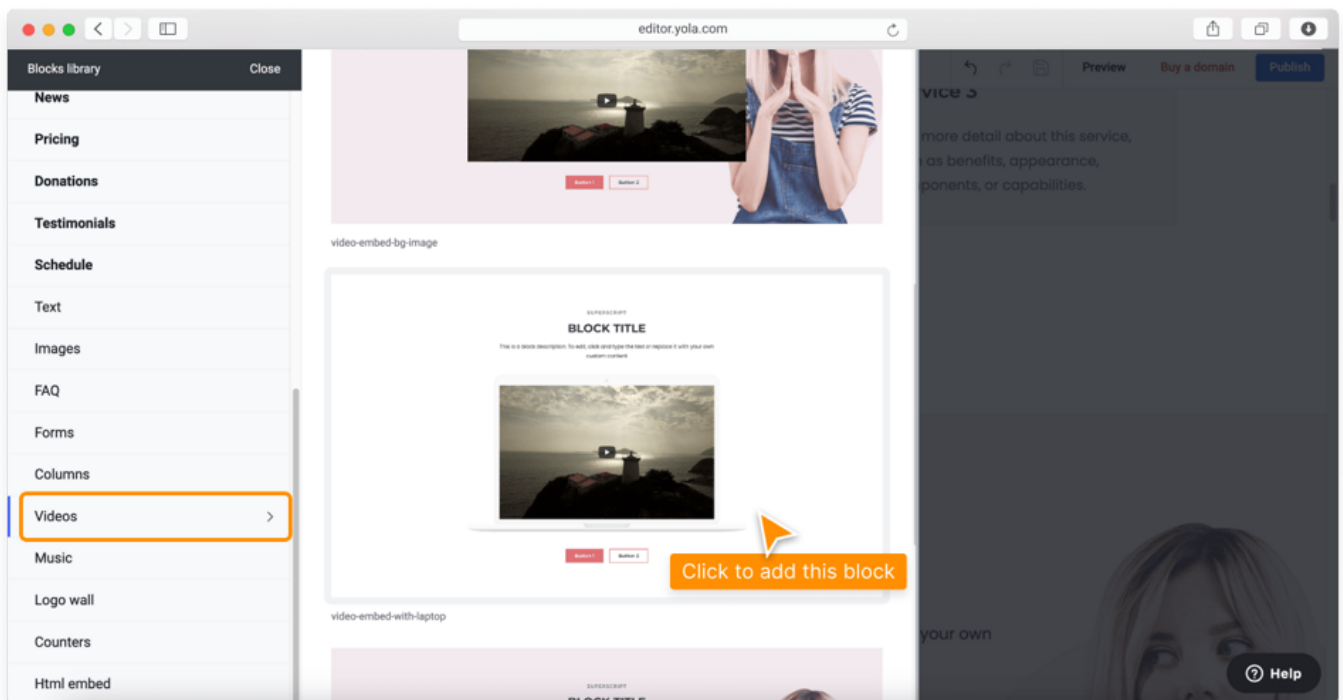 editor.yola.com
Blocks library
Close
News
Pricing
Donations
Testimonials
Schedule
Text
Images
FAQ
Forms
Columns
Videos
Music
Logo wall
Counters
Html embed
Button 1
Button 2
video-embed-bg-image
SUPERSCRIPT
BLOCK TITLE
This is a block description. To edit, click and type the text or replace it with your own
custom content
Button 1
Button 2
Click to add this block
video-embed-with-laptop
SUPERSCRIPT
BLOCK TITLE
Preview
Buy a domain
Publish
vice 3
more detail about this service,
as benefits, appearance,
ponents, or capabilities.
your own
Help